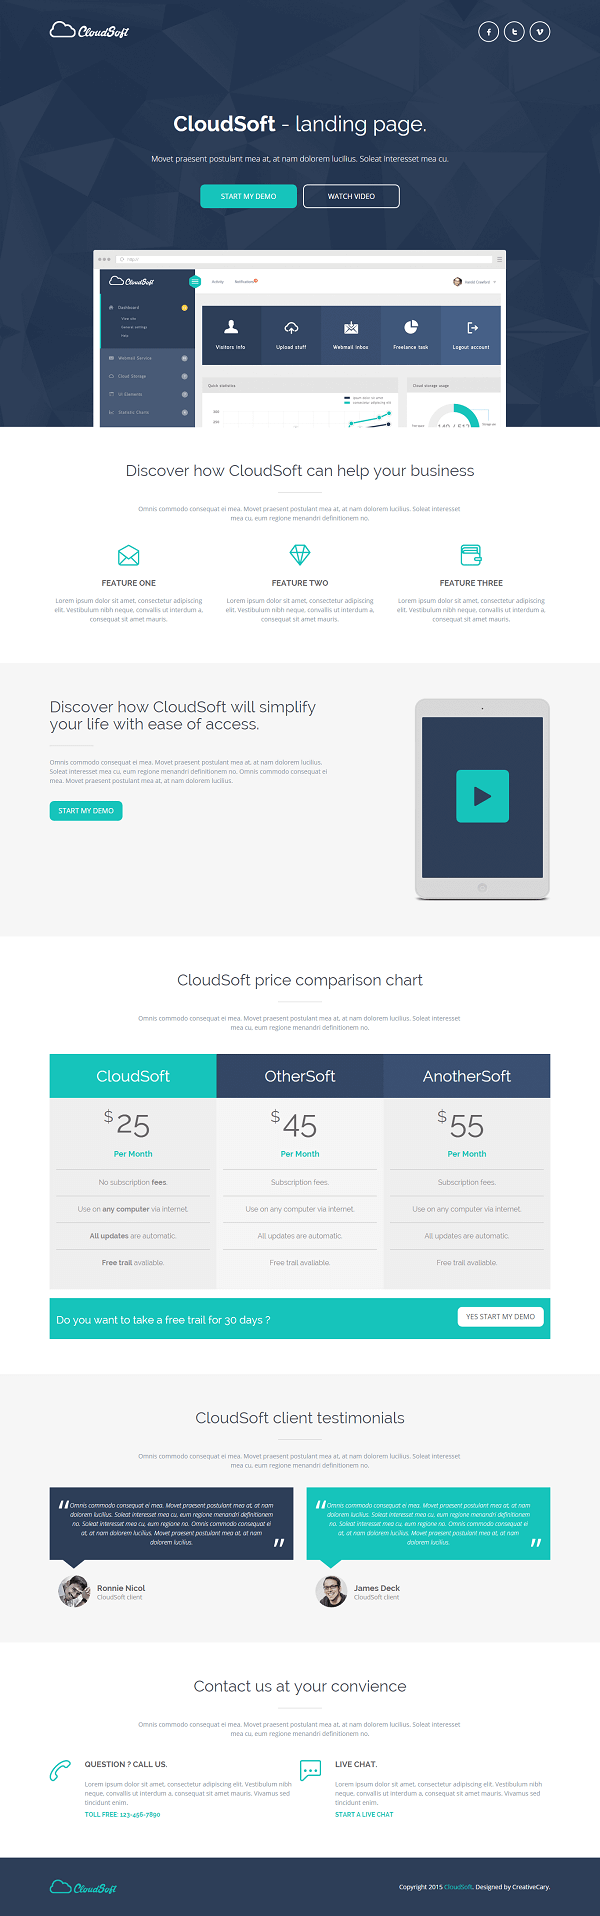 CloudSoft
CloudSoft - landing page.
Movet praesent postulant mea at, at nam dolorem lucilius. Soleat interesset mea cu.
START MY DEMO
WATCH VIDEO
CloudSoft
Activity
Notifications
Harold Crawford
Dashboard
View info
General settings
Help
Webmail Service
Cloud Storage
UI Elements
Statistic Charts
Visitors info
Upload stuff
Webmail inbox
Freelance task
Logout account
Quick statistics
Cloud storage usage
Discover how CloudSoft can help your business
Omnis commodo consequat ei mea. Movet praesent postulant mea at, at nam dolorem lucilius. Soleat interesset
mea cu, eum regione menandri definitionem no.
FEATURE ONE
Lorem ipsum dolor sit amet, consectetur adipiscing
elit. Vestibulum nibh neque, convallis ut interdum a,
consequat sit amet mauris.
FEATURE TWO
Lorem ipsum dolor sit amet, consectetur adipiscing
elit. Vestibulum nibh neque, convallis ut interdum a,
consequat sit amet mauris.
FEATURE THREE
Lorem ipsum dolor sit amet, consectetur adipiscing
elit. Vestibulum nibh neque, convallis ut interdum a,
consequat sit amet mauris.
Discover how CloudSoft will simplify
your life with ease of access.
Omnis commodo consequat ei mea. Movet praesent postulant mea at, at nam dolorem lucilius.
Soleat interesset mea cu, eum regione menandri definitionem no. Omnis commodo consequat ei
mea. Movet praesent postulant mea at, at nam dolorem lucilius.
START MY DEMO
CloudSoft price comparison chart
Omnis commodo consequat ei mea. Movet praesent postulant mea at, at nam dolorem lucilius. Soleat interesset
mea cu, eum regione menandri definitionem no.
CloudSoft
$25
Per Month
No subscription fees.
Use on any computer via internet.
All updates are automatic.
Free trail available.
OtherSoft
$45
Per Month
Subscription fees.
Use on any computer via internet.
All updates are automatic.
Free trail available.
AnotherSoft
$55
Per Month
Subscription fees.
Use on any computer via internet.
All updates are automatic.
Free trail available.
Do you want to take a free trail for 30 days ?
YES START MY DEMO
CloudSoft client testimonials
Omnis commodo consequat ei mea. Movet praesent postulant mea at, at nam dolorem lucilius. Soleat interesset
mea cu, eum regione menandri definitionem no.
Omnis commodo consequat ei mea. Movet praesent postulant mea at, at nam
dolorem lucilius. Soleat interesset mea cu, eum regione menandri definitionem
no. Soleat interesset mea cu, eum regione no. Omnis commodo consequat ei
at, at nam dolorem lucilius. Movet praesent postulant mea at, at nam
dolorem lucilius.
Ronnie Nicol
CloudSoft client
Omnis commodo consequat ei mea. Movet praesent postulant mea at, at nam
dolorem lucilius. Soleat interesset mea cu, eum regione menandri definitionem
no. Soleat interesset mea cu, eum regione no. Omnis commodo consequat ei
at, at nam dolorem lucilius. Movet praesent postulant mea at, at nam
dolorem lucilius.
James Deck
CloudSoft client
Contact us at your convience
Omnis commodo consequat ei mea. Movet praesent postulant mea at, at nam dolorem lucilius. Soleat interesset
mea cu, eum regione menandri definitionem no.
QUESTION ? CALL US.
Lorem ipsum dolor sit amet, consectetur adipiscing elit. Vestibulum nibh
neque, convallis ut interdum a, consequat sit amet mauris. Vivamus sed
tincidunt enim.
TOLL FREE: 123-456-7890
LIVE CHAT.
Lorem ipsum dolor sit amet, consectetur adipiscing elit. Vestibulum nibh
neque, convallis ut interdum a, consequat sit amet mauris. Vivamus sed
tincidunt enim.
START A LIVE CHAT
CloudSoft
Copyright 2015 CloudSoft. Designed by CreativeCary.